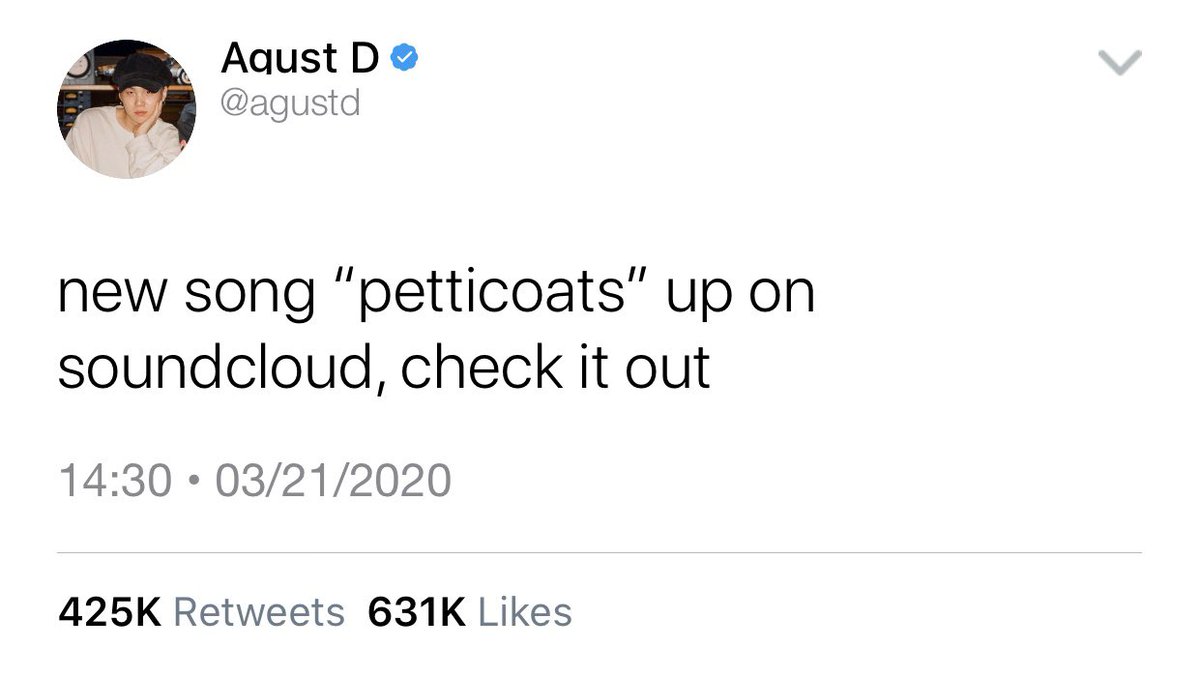 Agust D
@agustd
new song “petticoats” up on
soundcloud, check it out
14:30 • 03/21/2020
425K Retweets 631K Likes